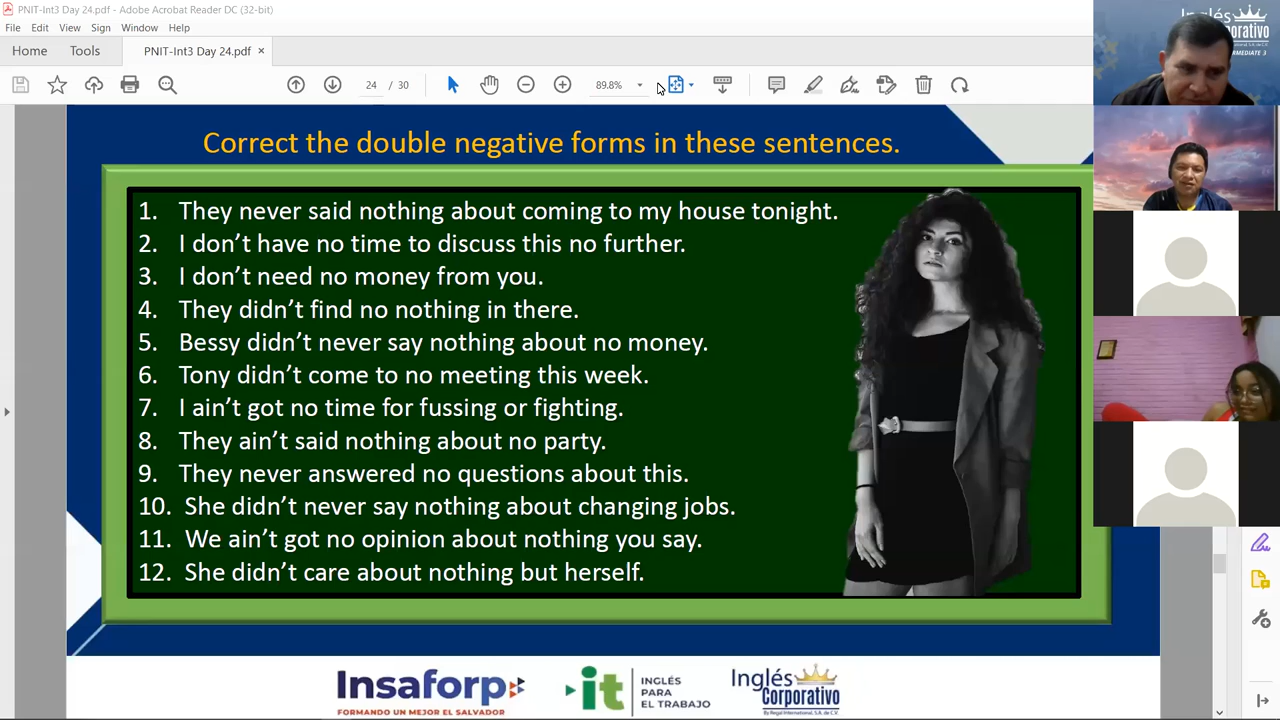 PNIT-Int3 Day 24.pdf - Adobe Acrobat Reader DC (32-bit)
File Edit View Sign Window Help
Home Tools PNIT-Int3 Day 24.pdf ×
24 / 30 89.8%
Correct the double negative forms in these sentences.
1. They never said nothing about coming to my house tonight.
2. I don't have no time to discuss this no further.
3. I don't need no money from you.
4. They didn't find no nothing in there.
5. Bessy didn't never say nothing about no money.
6. Tony didn't come to no meeting this week.
7. I ain't got no time for fussing or fighting.
8. They ain't said nothing about no party.
9. They never answered no questions about this.
10. She didn't never say nothing about changing jobs.
11. We ain't got no opinion about nothing you say.
12. She didn't care about nothing but herself.
Insaforp
FORMANDO UN MEJOR EL SALVADOR
it
INGLÉS
PARA
EL TRABAJO
Inglés
Corporativo
By Regal International, S.A. de C.V.
Inglés